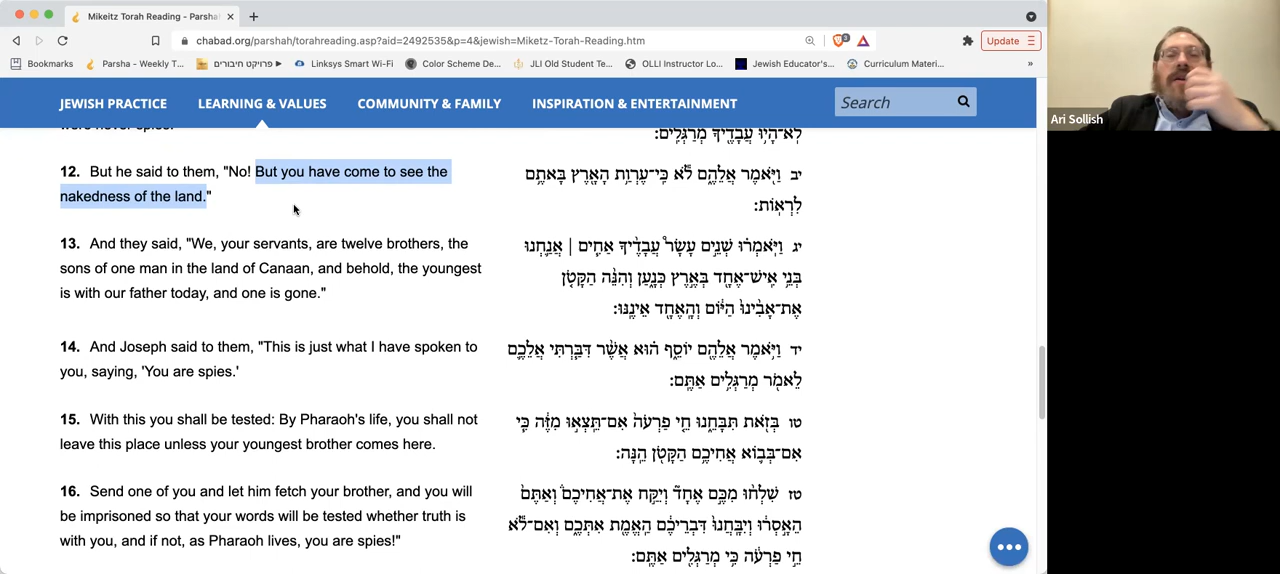 Mikeitz Torah Reading - Parsha
chabad.org/parshah/torahreading.asp?aid=2492535&p=4&jewish=Miketz-Torah-Reading.htm
3
Update
Bookmarks
Parsha - Weekly T...
פרויקט חיבורים
Linksys Smart Wi-Fi
Color Scheme De...
JLI Old Student Te...
OLLI Instructor Lo...
Jewish Educator's...
Curriculum Materi...
»
JEWISH PRACTICE
LEARNING & VALUES
COMMUNITY & FAMILY
INSPIRATION & ENTERTAINMENT
Search
Ari Sollish
were never spies."
לֹא־הָי֥וּ עֲבָדֶ֖יךָ מְרַגְּלִֽים:
12. But he said to them, "No! But you have come to see the
nakedness of the land."
יב וַיֹּ֖אמֶר אֲלֵהֶ֑ם לֹ֕א כִּֽי־עֶרְוַ֥ת הָאָ֖רֶץ בָּאתֶ֥ם
לִרְאֽוֹת:
13. And they said, "We, your servants, are twelve brothers, the
sons of one man in the land of Canaan, and behold, the youngest
is with our father today, and one is gone."
יג וַיֹּֽאמְר֗וּ שְׁנֵ֣ים עָשָׂר֩ עֲבָדֶ֨יךָ אַחִ֧ים | אֲנַ֛חְנוּ
בְּנֵ֥י אִֽישׁ־אֶחָ֖ד בְּאֶ֣רֶץ כְּנָ֑עַן וְהִנֵּ֨ה הַקָּטֹ֤ן
אֶת־אָבִ֨ינוּ֙ הַיּ֔וֹם וְהָֽאֶחָ֖ד אֵינֶֽנּוּ:
14. And Joseph said to them, "This is just what I have spoken to
you, saying, 'You are spies.'
יד וַיֹּ֥אמֶר אֲלֵהֶ֖ם יוֹסֵ֑ף ה֗וּא אֲשֶׁ֨ר דִּבַּ֧רְתִּי אֲלֵכֶ֛ם
לֵאמֹ֖ר מְרַגְּלִ֥ים אַתֶּֽם:
15. With this you shall be tested: By Pharaoh's life, you shall not
leave this place unless your youngest brother comes here.
טו בְּזֹ֖את תִּבָּחֵ֑נוּ חֵ֤י פַרְעֹה֙ אִם־תֵּֽצְא֣וּ מִזֶּ֔ה כִּ֧י
אִם־בְּב֛וֹא אֲחִיכֶ֥ם הַקָּטֹ֖ן הֵֽנָּה:
16. Send one of you and let him fetch your brother, and you will
be imprisoned so that your words will be tested whether truth is
with you, and if not, as Pharaoh lives, you are spies!"
טז שִׁלְח֨וּ מִכֶּ֣ם אֶחָד֘ וְיִקַּ֣ח אֶת־אֲחִיכֶם֒ וְאַתֶּם֙
הֵאָ֣סְר֔וּ וְיִבָּֽחֲנוּ֙ דִּבְרֵיכֶ֔ם הַֽאֱמֶ֖ת אִתְּכֶ֑ם וְאִם־לֹ֕א
חֵ֣י פַרְעֹ֔ה כִּ֥י מְרַגְּלִ֖ים אַתֶּֽם: